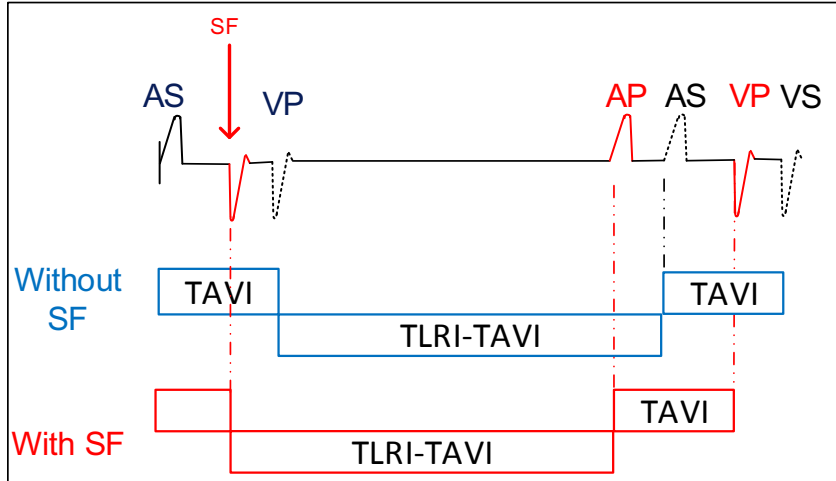 SF
AS VP AP AS VP VS
Without
SF
TAVI TAVI
TLRI-TAVI
With SF
TAVI
TLRI-TAVI